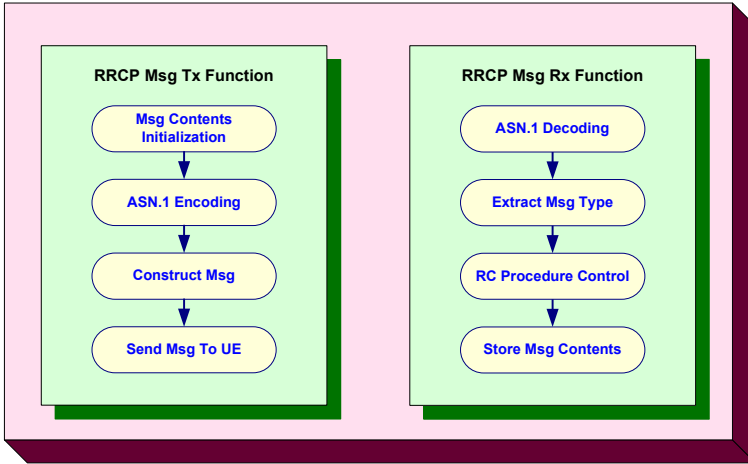 RRCP Msg Tx Function
Msg Contents
Initialization
ASN.1 Encoding
Construct Msg
Send Msg To UE
RRCP Msg Rx Function
ASN.1 Decoding
Extract Msg Type
RC Procedure Control
Store Msg Contents